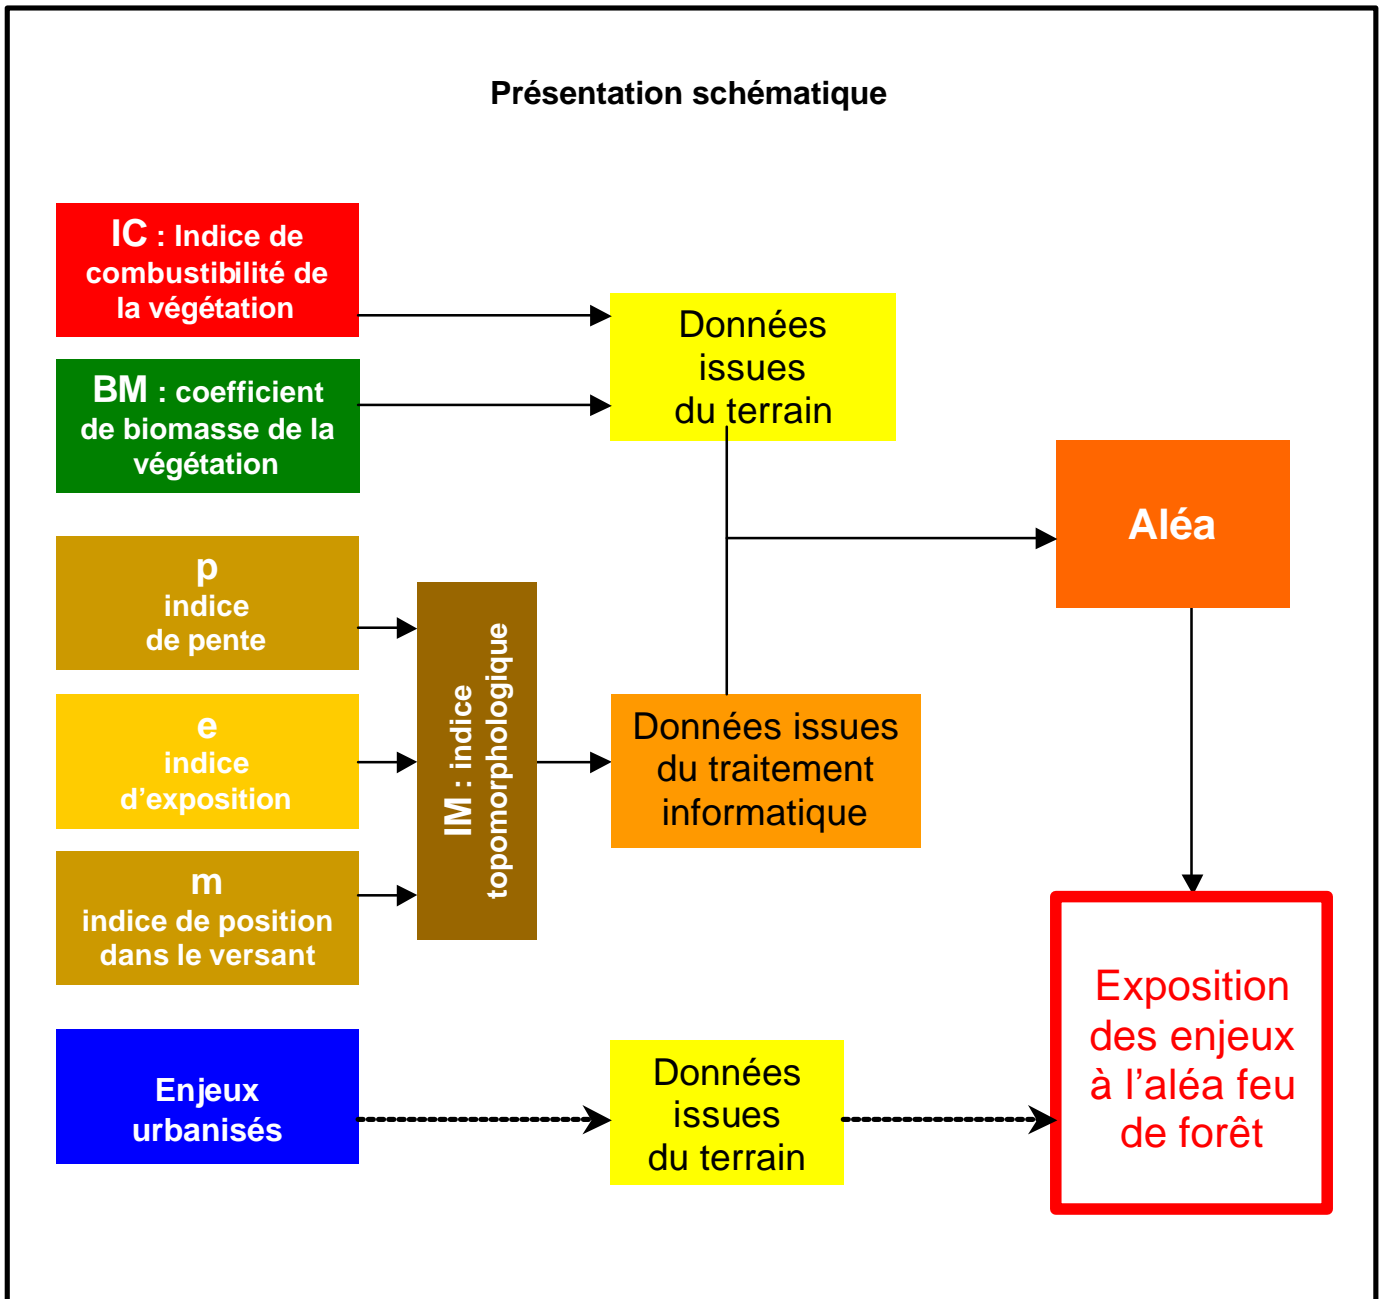 Présentation schématique
IC : Indice de
combustibilité de
la végétation
BM : coefficient
de biomasse de la
végétation
Données
issues
du terrain
Aléa
p
indice
de pente
e
indice
d'exposition
m
indice de position
dans le versant
IM : indice
topomorphologique
Données issues
du traitement
informatique
Enjeux
urbanisés
Données
issues
du terrain
Exposition
des enjeux
à l'aléa feu
de forêt